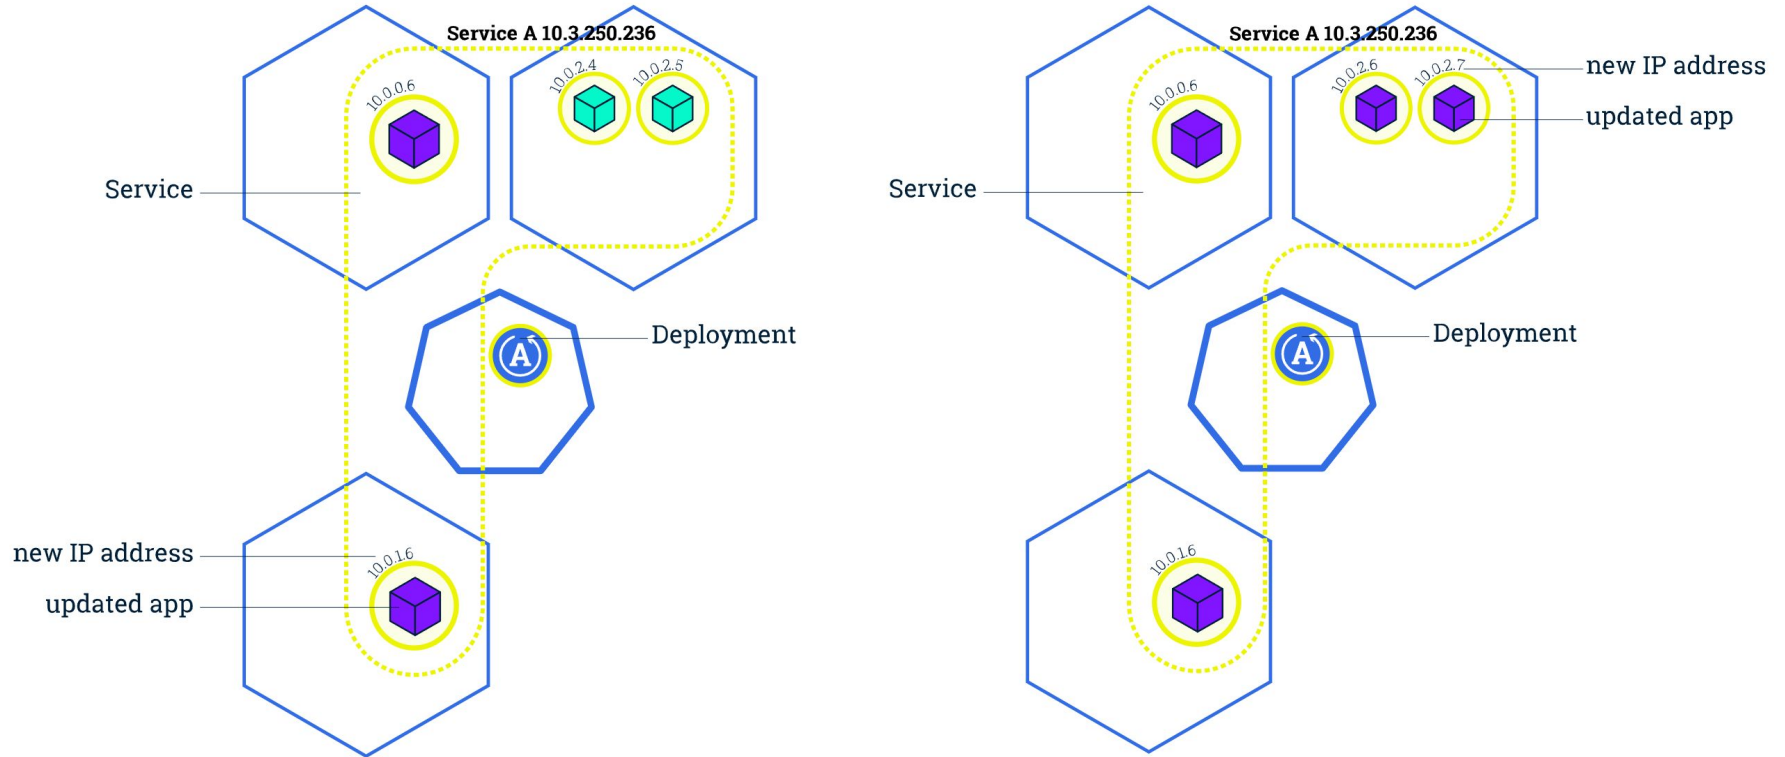 Service A 10.3.250.236
10.0.0.6
10.0.2.4
10.0.2.5
Service
Deployment
A
new IP address
10.0.1.6
updated app
Service A 10.3.250.236
10.0.0.6
10.0.2.6
10.0.2.7
new IP address
updated app
Service
Deployment
A
10.0.1.6